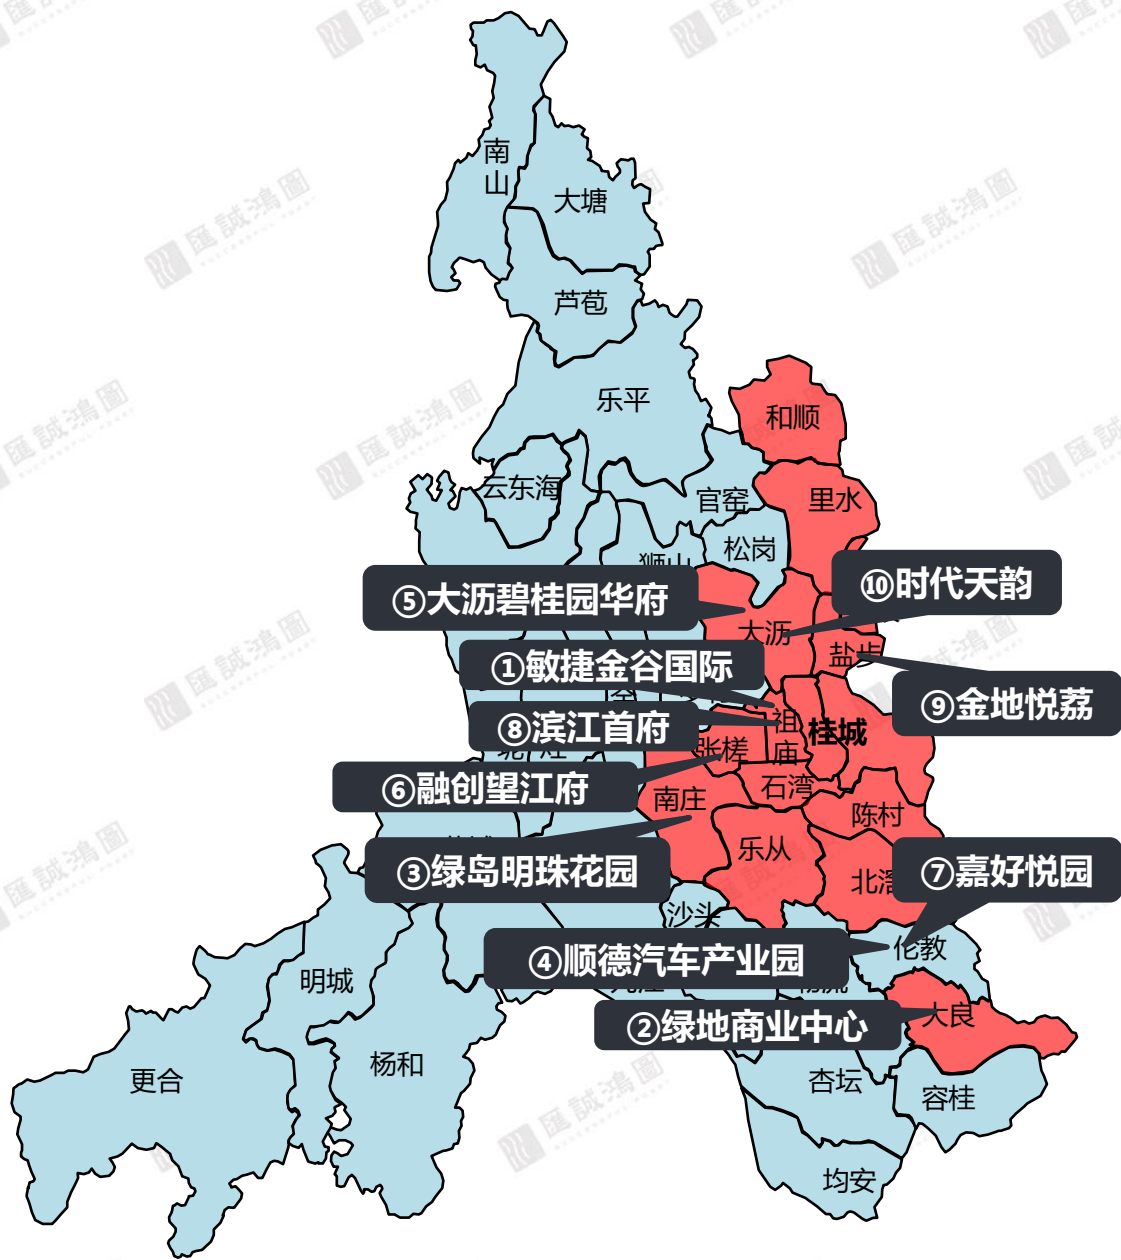 南山
大塘
芦苞
乐平
和顺
云东海
官窑
里水
松岗
狮山
⑤大沥碧桂园华府
⑩时代天韵
大沥
盐步
①敏捷金谷国际
⑨金地悦荔
⑧滨江首府
祖庙
桂城
张槎
⑥融创望江府
石湾
南庄
陈村
乐从
③绿岛明珠花园
北滘
⑦嘉好悦园
沙头
伦教
④顺德汽车产业园
明城
大良
②绿地商业中心
杨和
更合
杏坛
容桂
均安
匯誠鴻圖